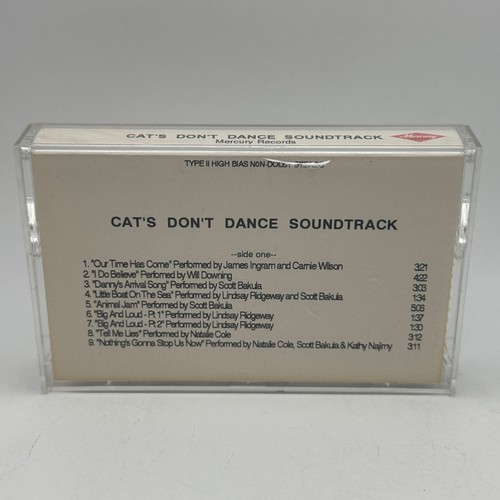 CAT'S DON'T DANCE SOUNDTRACK
Mercury Records
TYPE II HIGH BIAS NON-DOLBY STEREO
CAT'S DON'T DANCE SOUNDTRACK
--side one--
1. "Our Time Has Come" Performed by James Ingram and Carnie Wilson 3:21
2. "I Do Believe" Perfomed by Will Downing 4:22
3. "Danny's Arrival Song" Performed by Scott Bakula 3:03
4. "Little Boat On The Sea" Performed by Lindsay Ridgeway and Scott Bakula 1:34
5. "Animal Jam" Performed by Scott Bakula 5:06
6. "Big And Loud - Pt 1" Performed by Lindsay Ridgeway 1:37
7. "Big And Loud - Pt 2" Performed by Lindsay Ridgeway 1:30
8. "Tell Me Lies" Performed by Natalie Cole 3:12
9. "Nothing's Gonna Stop Us Now" Performed by Natalie Cole, Scott Bakula & Kathy Najimy 3:11